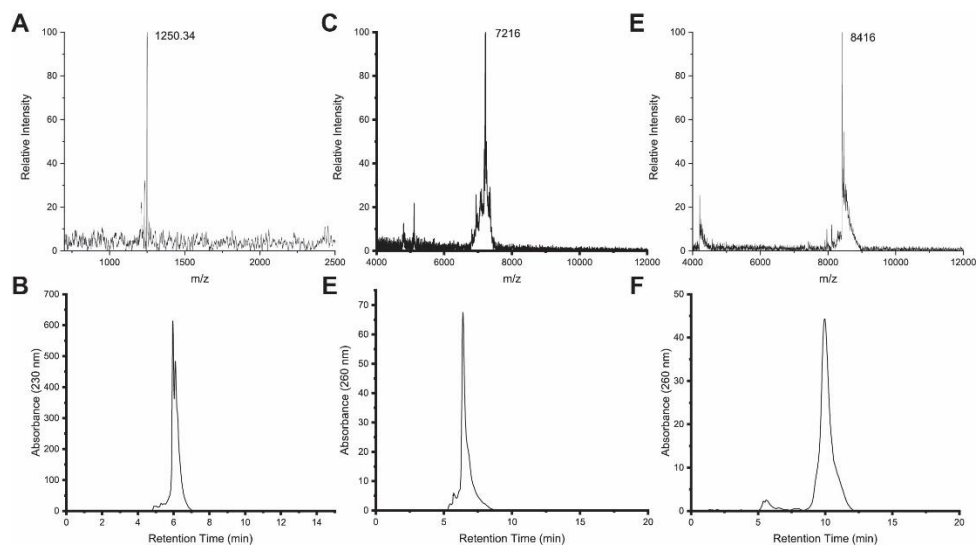 A
1250.34
100
80
60
40
20
0
Relative Intensity
1000 1500 2000 2500
m/z
C
7216
100
80
60
40
20
0
Relative Intensity
4000 6000 8000 10000 12000
m/z
E
8416
100
80
60
40
20
0
Relative Intensity
4000 6000 8000 10000 12000
m/z
B
700
600
500
400
300
200
100
0
Absorbance (230 nm)
0 2 4 6 8 10 12 14
Retention Time (min)
E
70
60
50
40
30
20
10
0
Absorbance (260 nm)
0 5 10 15 20
Retention Time (min)
F
50
40
30
20
10
0
Absorbance (260 nm)
0 5 10 15 20
Retention Time (min)